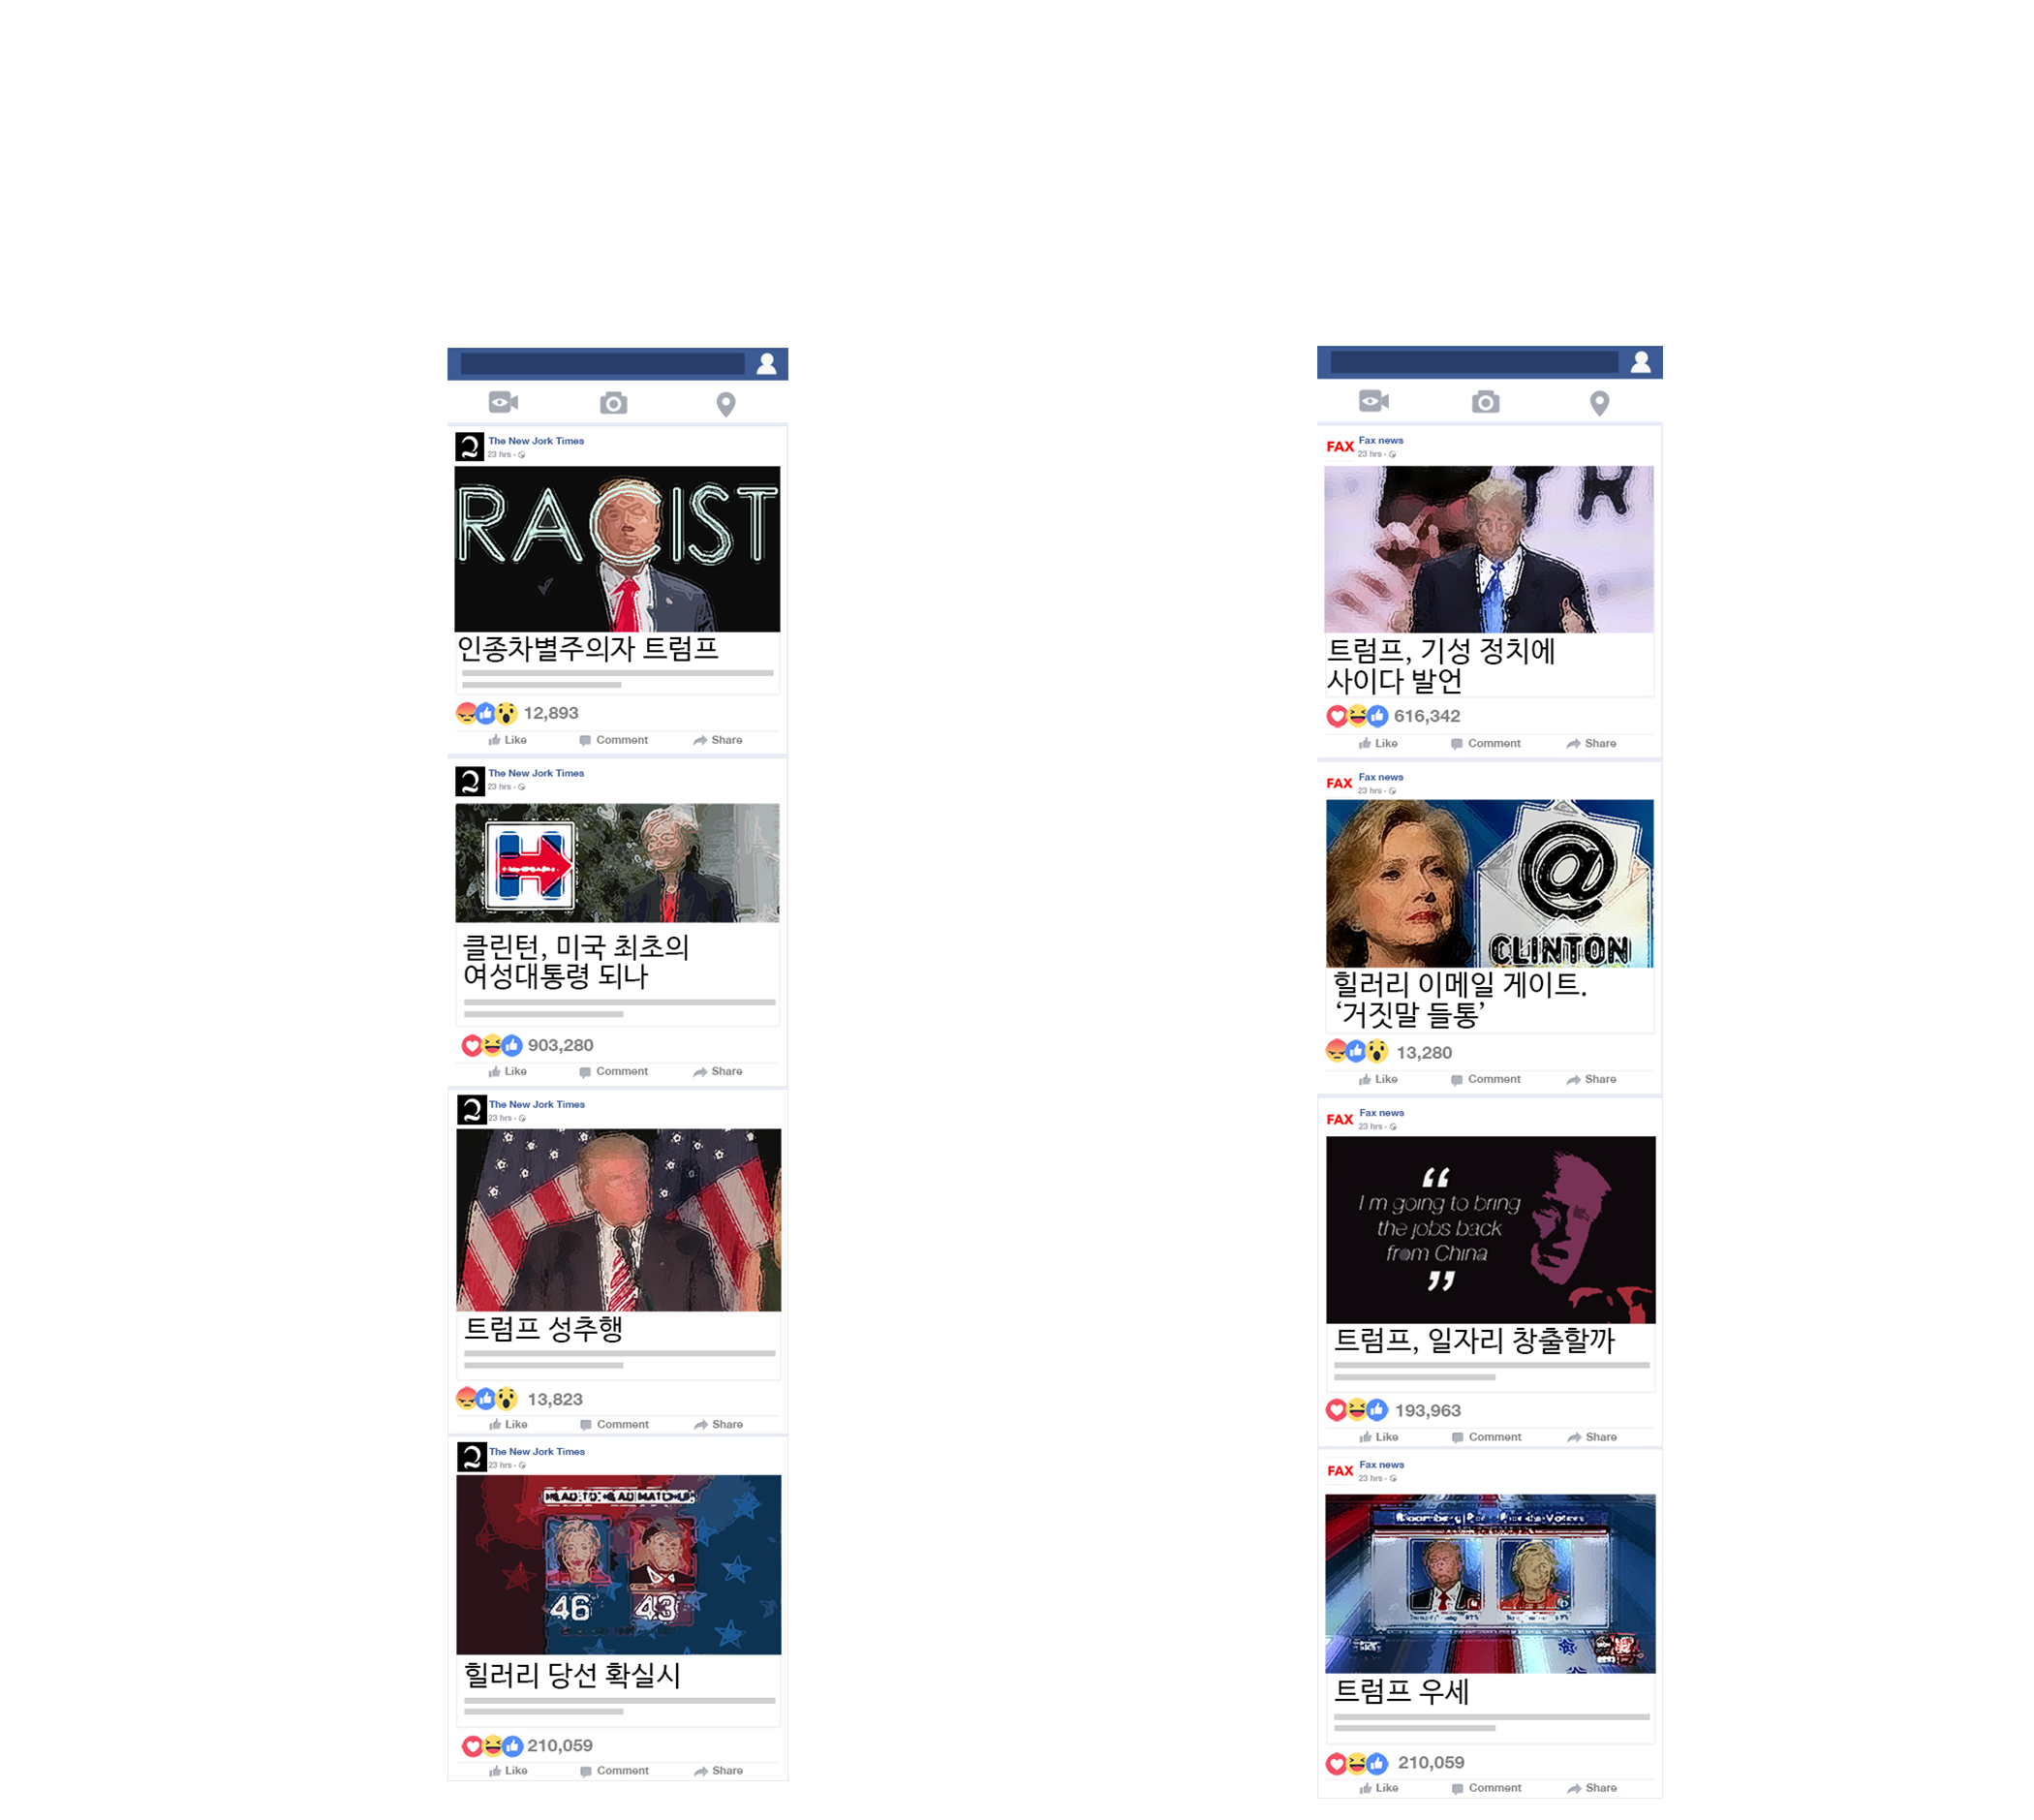 The New Jork Times
23 hrs
RACIST
인종차별주의자 트럼프
12,893
Like Comment Share
The New Jork Times
23 hrs
H
클린턴, 미국 최초의
여성대통령 되나
903,280
Like Comment Share
The New Jork Times
23 hrs
트럼프 성추행
13,823
Like Comment Share
The New Jork Times
23 hrs
46 43
힐러리 당선 확실시
210,059
Like Comment Share
FAX Fax news
23 hrs
트럼프, 기성 정치에
사이다 발언
616,342
Like Comment Share
FAX Fax news
23 hrs
@
CLINTON
힐러리 이메일 게이트.
‘거짓말 들통’
13,280
Like Comment Share
FAX Fax news
23 hrs
“
I m going to bring
the jobs back
from China
”
트럼프, 일자리 창출할까
193,963
Like Comment Share
FAX Fax news
23 hrs
트럼프 우세
210,059
Like Comment Share